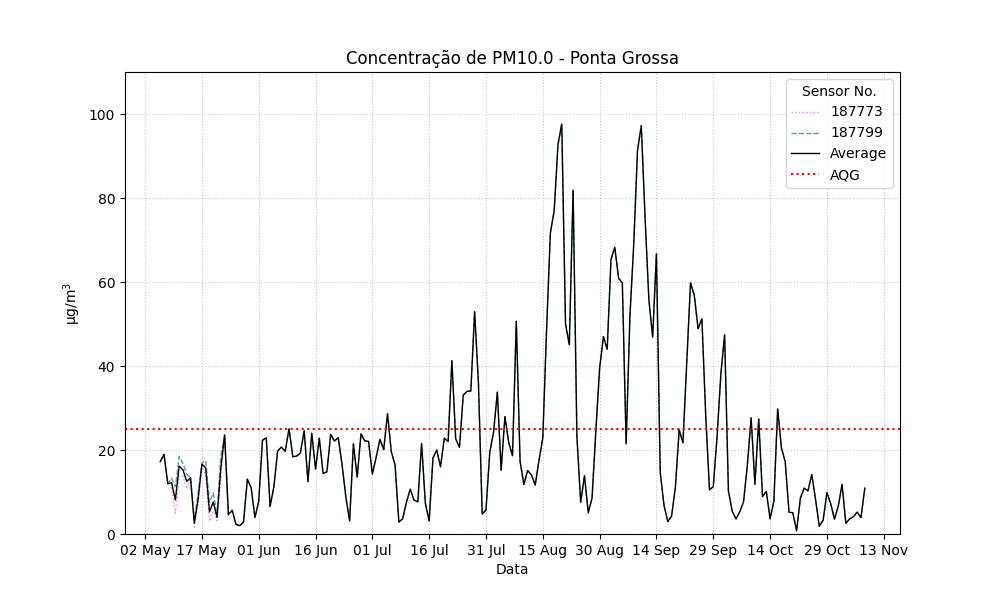 Concentração de PM10.0 - Ponta Grossa
Sensor No.
187773
187799
Average
AQG
100
80
60
40
20
0
µg/m³
02 May 17 May 01 Jun 16 Jun 01 Jul 16 Jul 31 Jul 15 Aug 30 Aug 14 Sep 29 Sep 14 Oct 29 Oct 13 Nov
Data